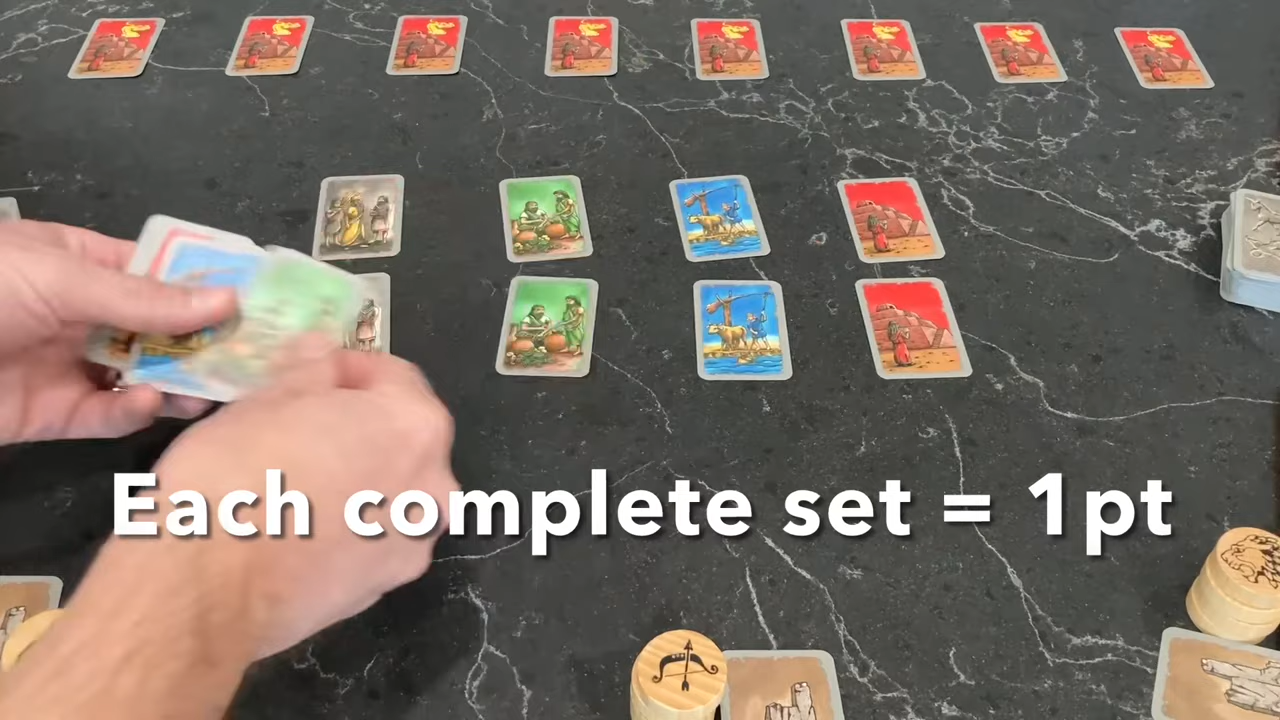 Each complete set = 1pt